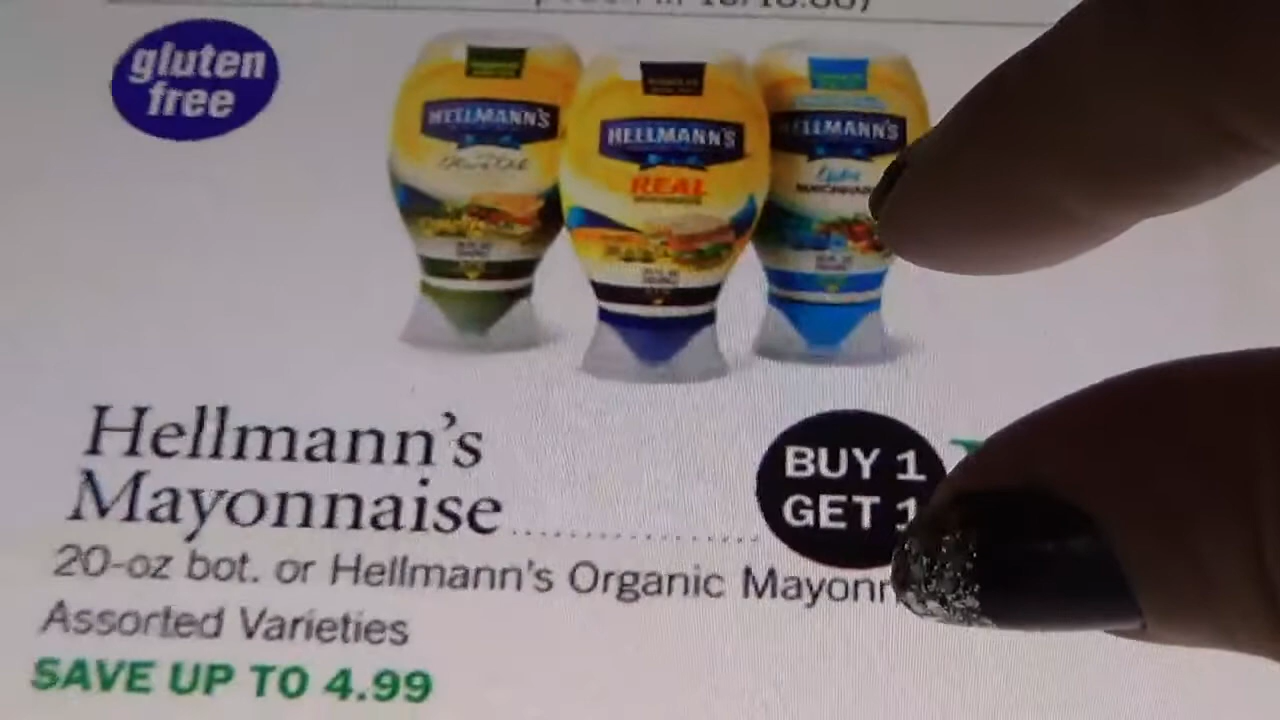 gluten
free
HELLMANN'S
HELLMANN'S
REAL
HELLMANN'S
Hellmann's
Mayonnaise
BUY 1
GET 1
20-oz bot. or Hellmann's Organic
Assorted Varieties
SAVE UP TO 4.99